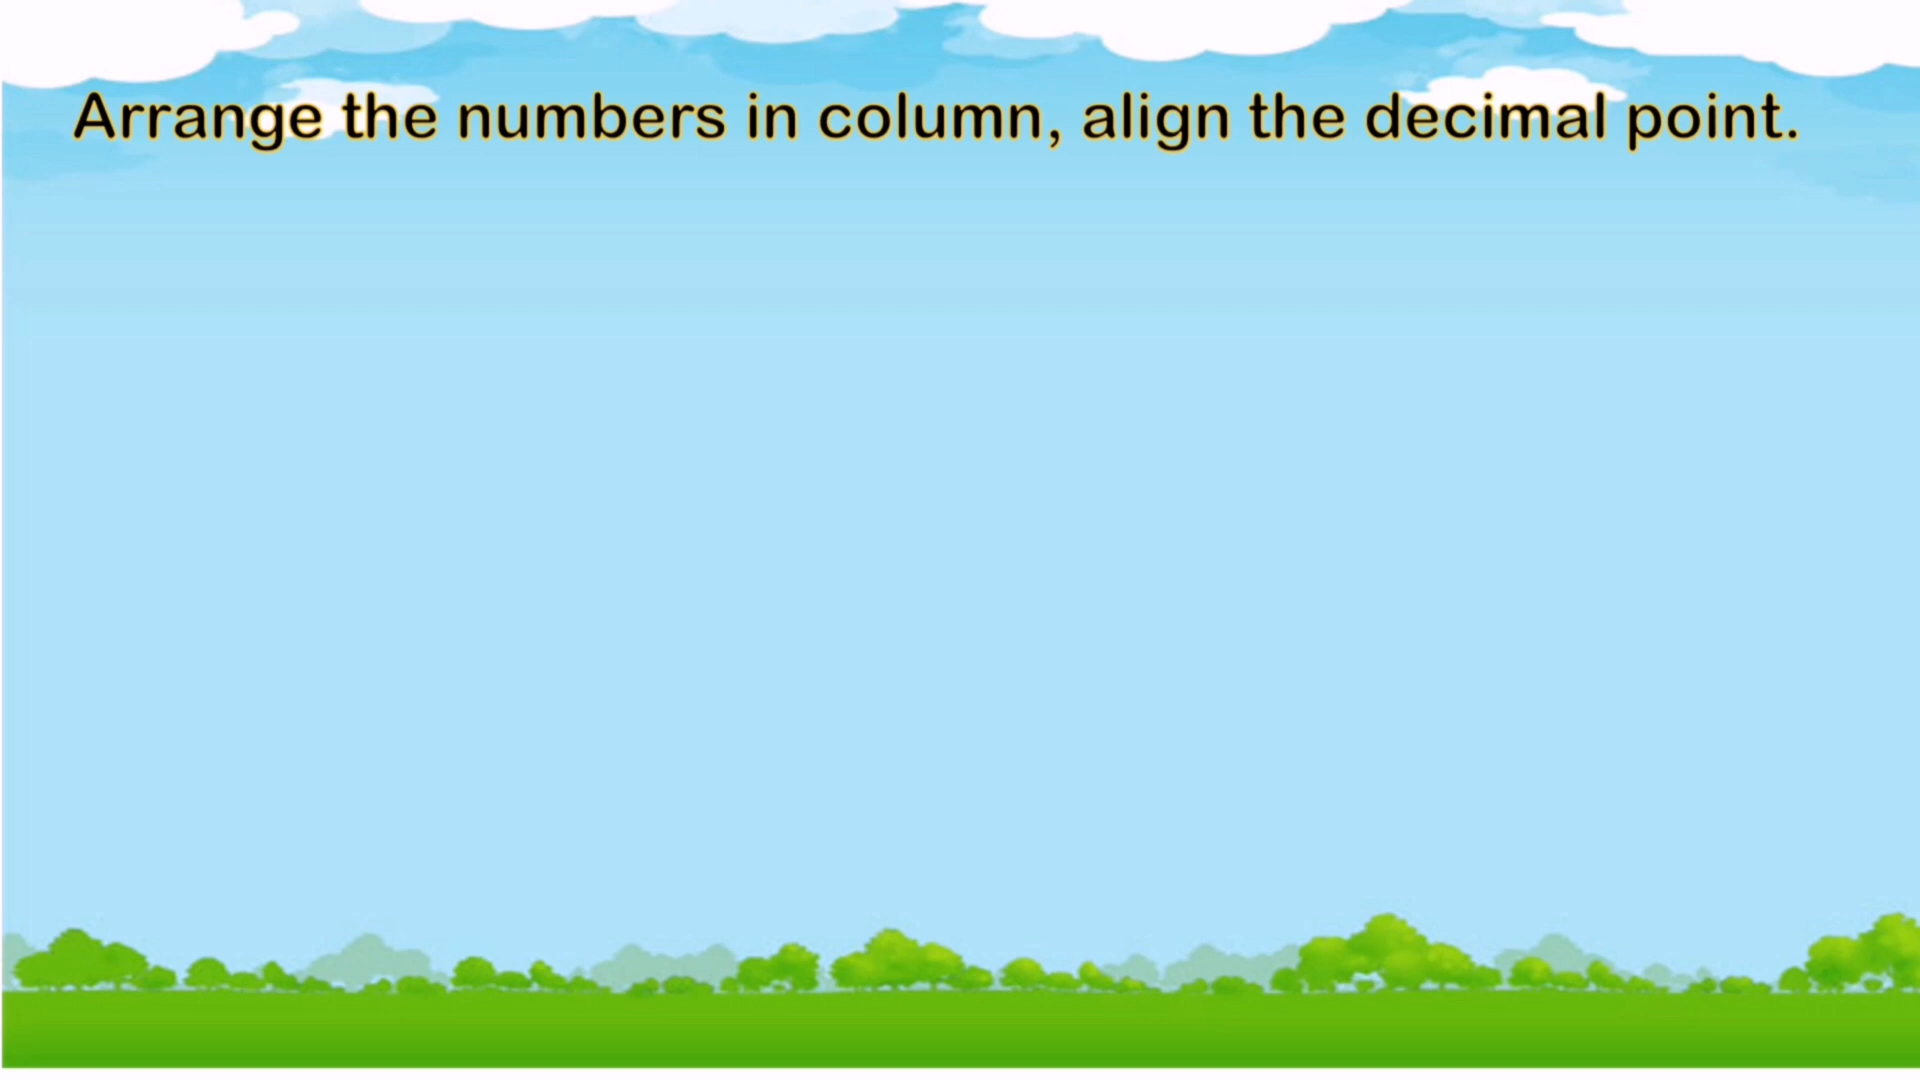 Arrange the numbers in column, align the decimal point.